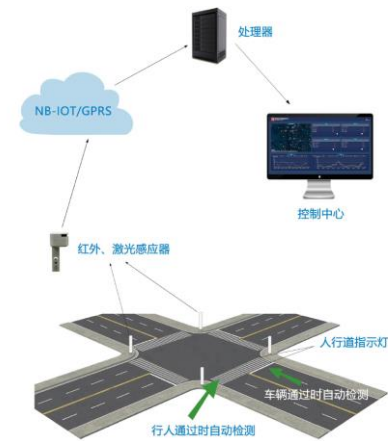 处理器
NB-IOT/GPRS
控制中心
红外、激光感应器
人行道指示灯
车辆通过时自动检测
行人通过时自动检测